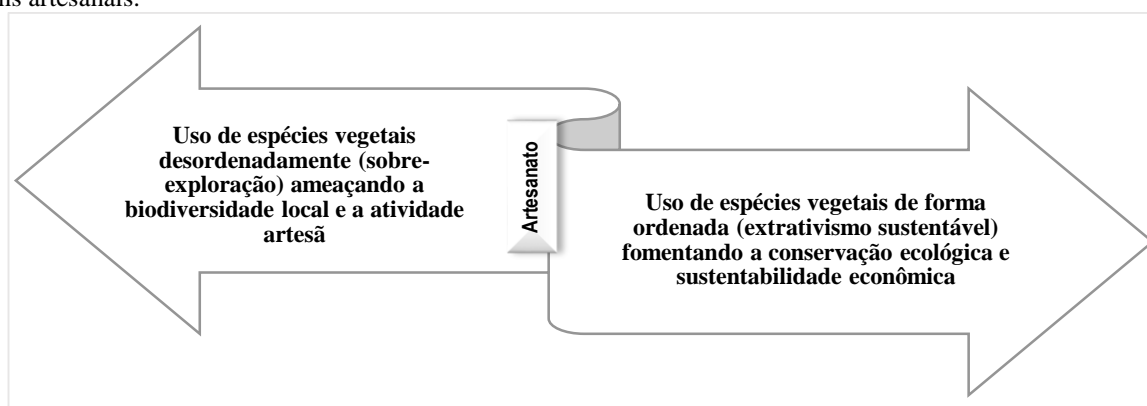 artesanais.
Uso de espécies vegetais
desordenadamente (sobre-
exploração) ameaçando a
biodiversidade local e a atividade
artesã
Artesanato
Uso de espécies vegetais de forma
ordenada (extrativismo sustentável)
fomentando a conservação ecológica e
sustentabilidade econômica